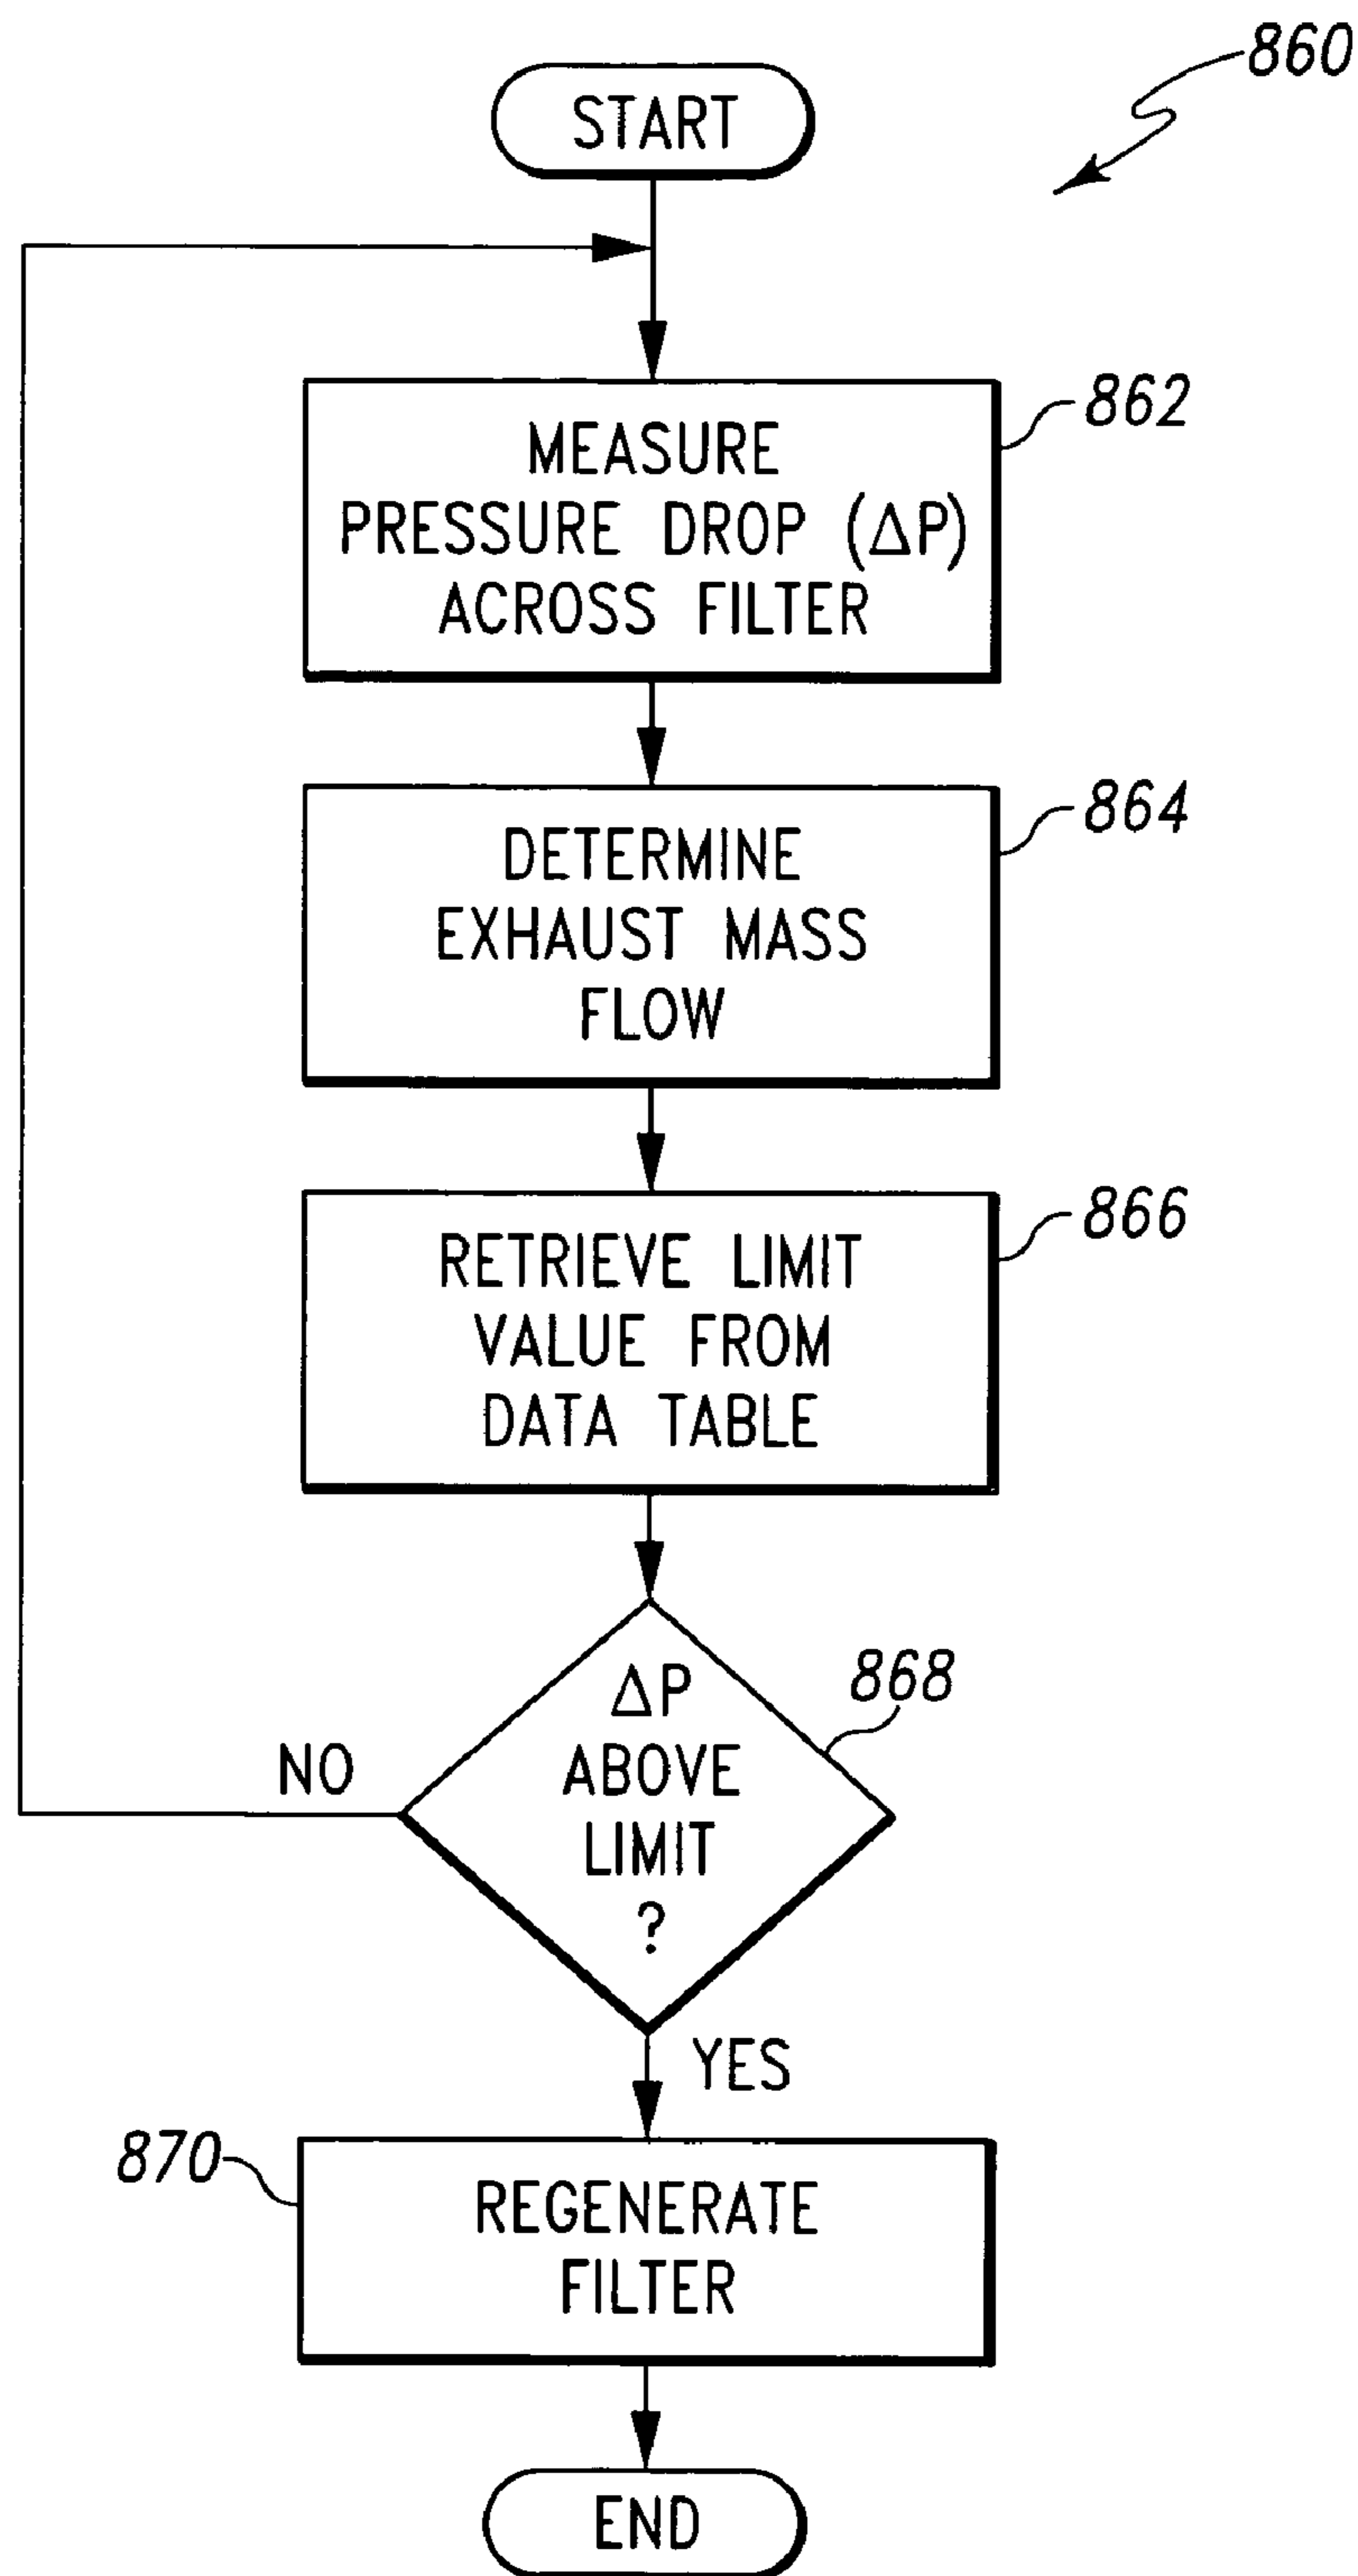 860
START
862
MEASURE
PRESSURE DROP (ΔP)
ACROSS FILTER
864
DETERMINE
EXHAUST MASS
FLOW
866
RETRIEVE LIMIT
VALUE FROM
DATA TABLE
868
ΔP
ABOVE
LIMIT
?
NO
YES
870
REGENERATE
FILTER
END